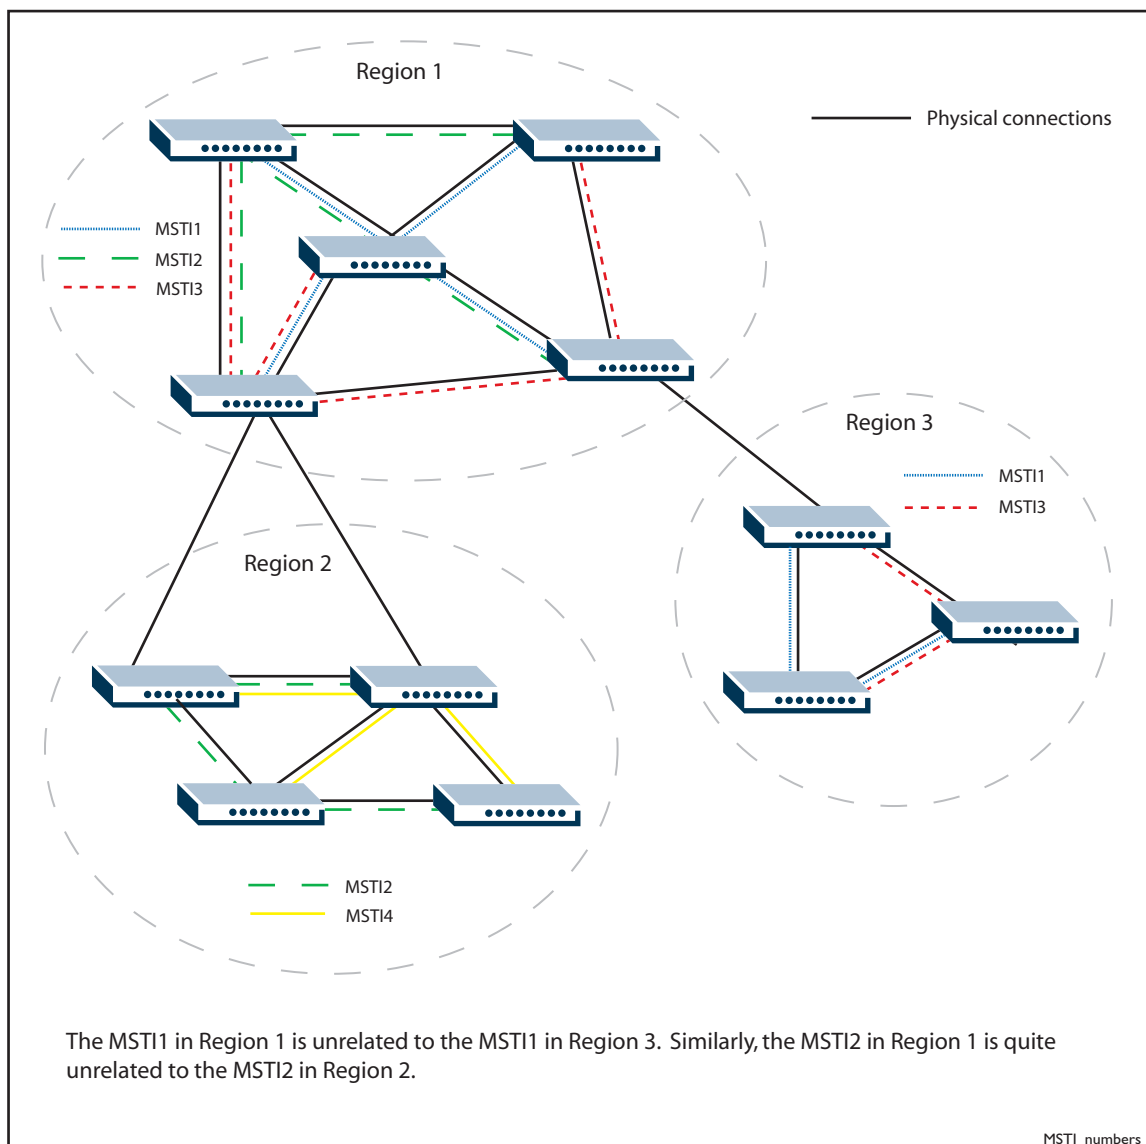 Region 1
Physical connections
MSTI1
MSTI2
MSTI3
Region 3
MSTI1
MSTI3
Region 2
MSTI2
MSTI4
The MSTI1 in Region 1 is unrelated to the MSTI1 in Region 3.  Similarly, the MSTI2 in Region 1 is quite
unrelated to the MSTI2 in Region 2.
MSTI_numbers